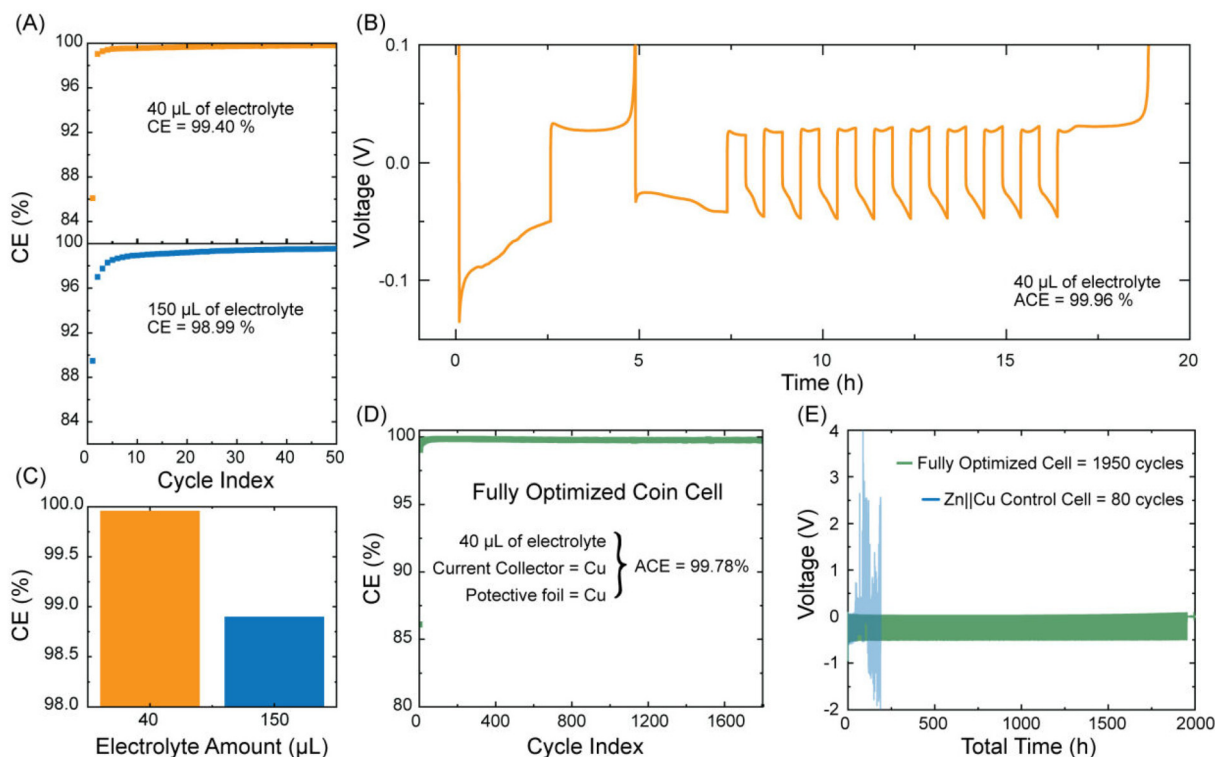 (A)
100
96
92
88
84
40 µL of electrolyte
CE = 99.40 %
100
96
92
88
84
150 µL of electrolyte
CE = 98.99 %
CE (%)
0
10
20
30
40
50
Cycle Index
(B)
0.1
0.0
-0.1
Voltage (V)
40 µL of electrolyte
ACE = 99.96 %
0
5
10
15
20
Time (h)
(C)
100.0
99.5
99.0
98.5
98.0
CE (%)
40
150
Electrolyte Amount (µL)
(D)
100
95
90
85
80
CE (%)
Fully Optimized Coin Cell
40 µL of electrolyte
Current Collector = Cu
Potective foil = Cu
ACE = 99.78%
0
400
800
1200
1600
Cycle Index
(E)
4
3
2
1
0
-1
-2
Voltage (V)
Fully Optimized Cell = 1950 cycles
Zn||Cu Control Cell = 80 cycles
0
500
1000
1500
2000
Total Time (h)